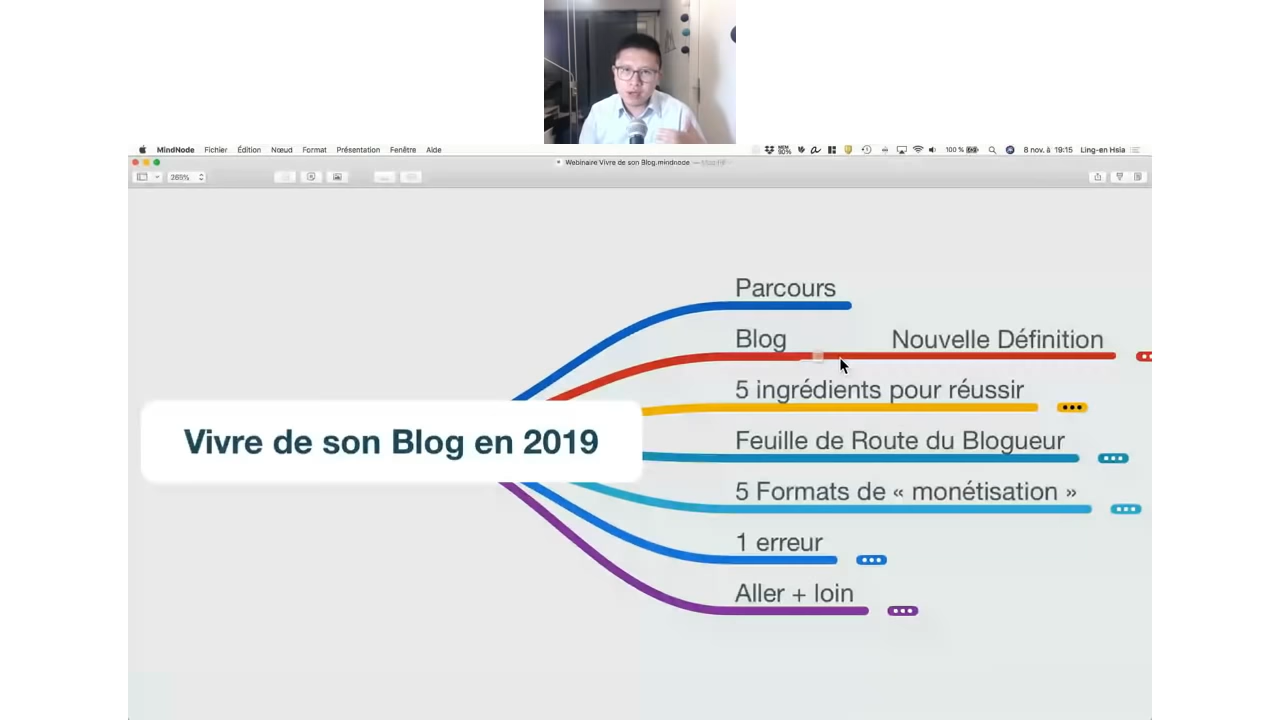 MindNode Fichier Édition Nœud Format Présentation Fenêtre Aide
MEM 90% 100 % 8 nov. à 19:15 Ling-en Hsia
Webinaire Vivre de son Blog.mindnode
265%
Parcours
Blog Nouvelle Définition
5 ingrédients pour réussir
Feuille de Route du Blogueur
Vivre de son Blog en 2019
5 Formats de « monétisation »
1 erreur
Aller + loin